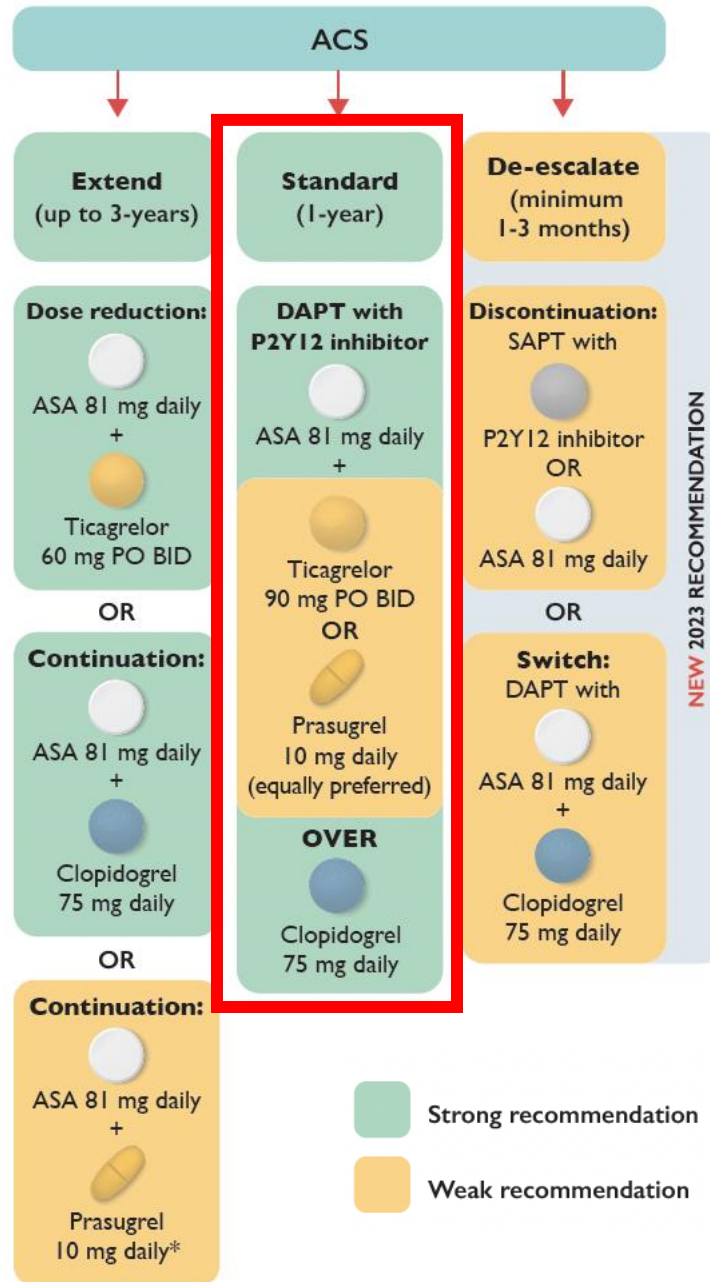 ACS
Extend
(up to 3-years)
Dose reduction:
ASA 81 mg daily
+
Ticagrelor
60 mg PO BID
OR
Continuation:
ASA 81 mg daily
+
Clopidogrel
75 mg daily
OR
Continuation:
ASA 81 mg daily
+
Prasugrel
10 mg daily*
Standard
(1-year)
DAPT with
P2Y12 inhibitor
ASA 81 mg daily
+
Ticagrelor
90 mg PO BID
OR
Prasugrel
10 mg daily
(equally preferred)
OVER
Clopidogrel
75 mg daily
De-escalate
(minimum
1-3 months)
Discontinuation:
SAPT with
P2Y12 inhibitor
OR
ASA 81 mg daily
OR
Switch:
DAPT with
ASA 81 mg daily
+
Clopidogrel
75 mg daily
NEW 2023 RECOMMENDATION
Strong recommendation
Weak recommendation